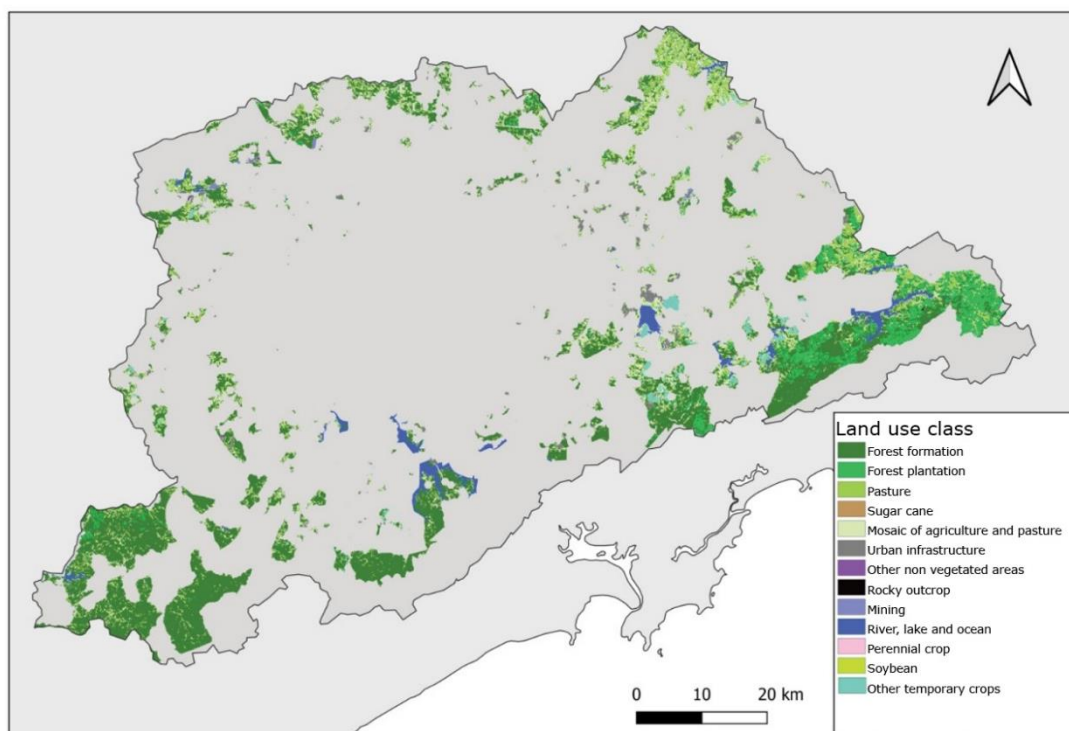 Land use class
Forest formation
Forest plantation
Pasture
Sugar cane
Mosaic of agriculture and pasture
Urban infrastructure
Other non vegetated areas
Rocky outcrop
Mining
River, lake and ocean
Perennial crop
Soybean
Other temporary crops
0 10 20 km